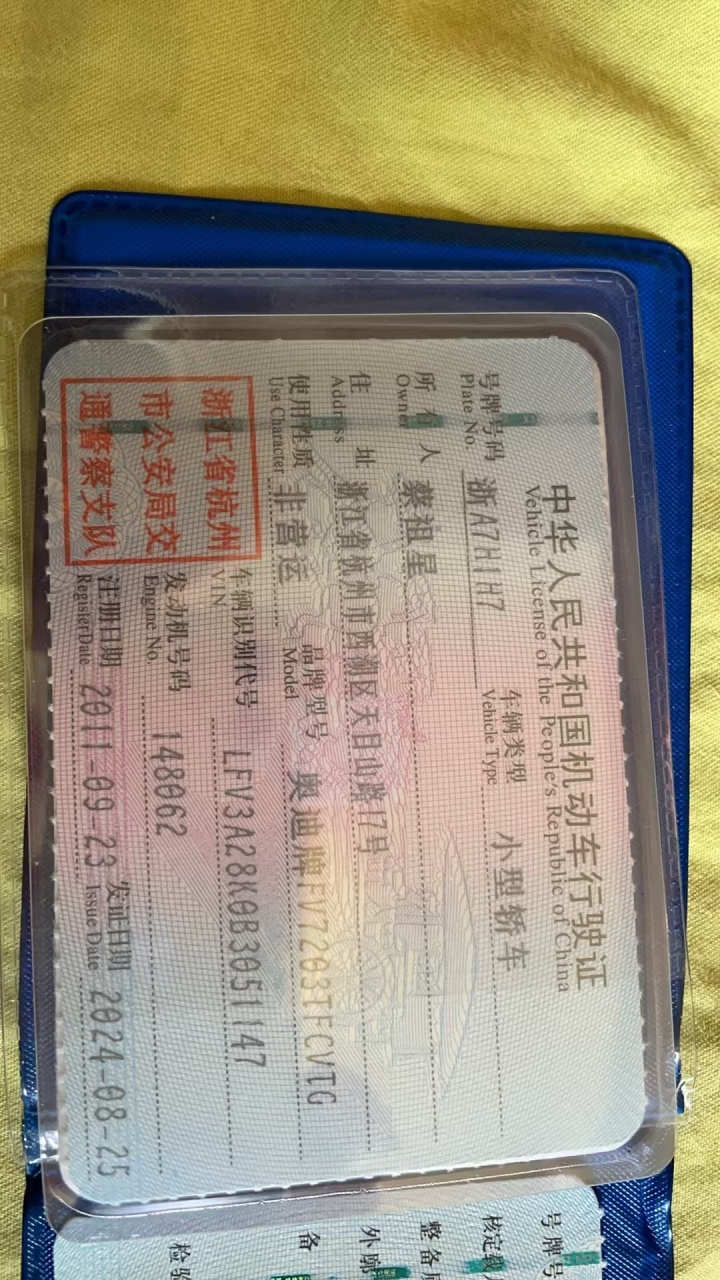 中华人民共和国机动车行驶证
Vehicle License of the People's Republic of China
号牌号码 浙A7H1H7 车辆类型 小型轿车
Plate No. Vehicle Type
所有人 蔡祖星
Owner
住址 浙江省杭州市西湖区天目山路17号
Address
使用性质 非营运 品牌型号 奥迪牌FV7203TFCVTG
Use Character Model
浙江省杭州
市公安局交
通警察支队
车辆识别代号 LFV3A28K0B3051147
VIN
发动机号码 148062
Engine No.
注册日期 2011-09-23 发证日期 2024-08-25
Register Date Issue Date
号牌号
核定载
整备
外廓
备
检验